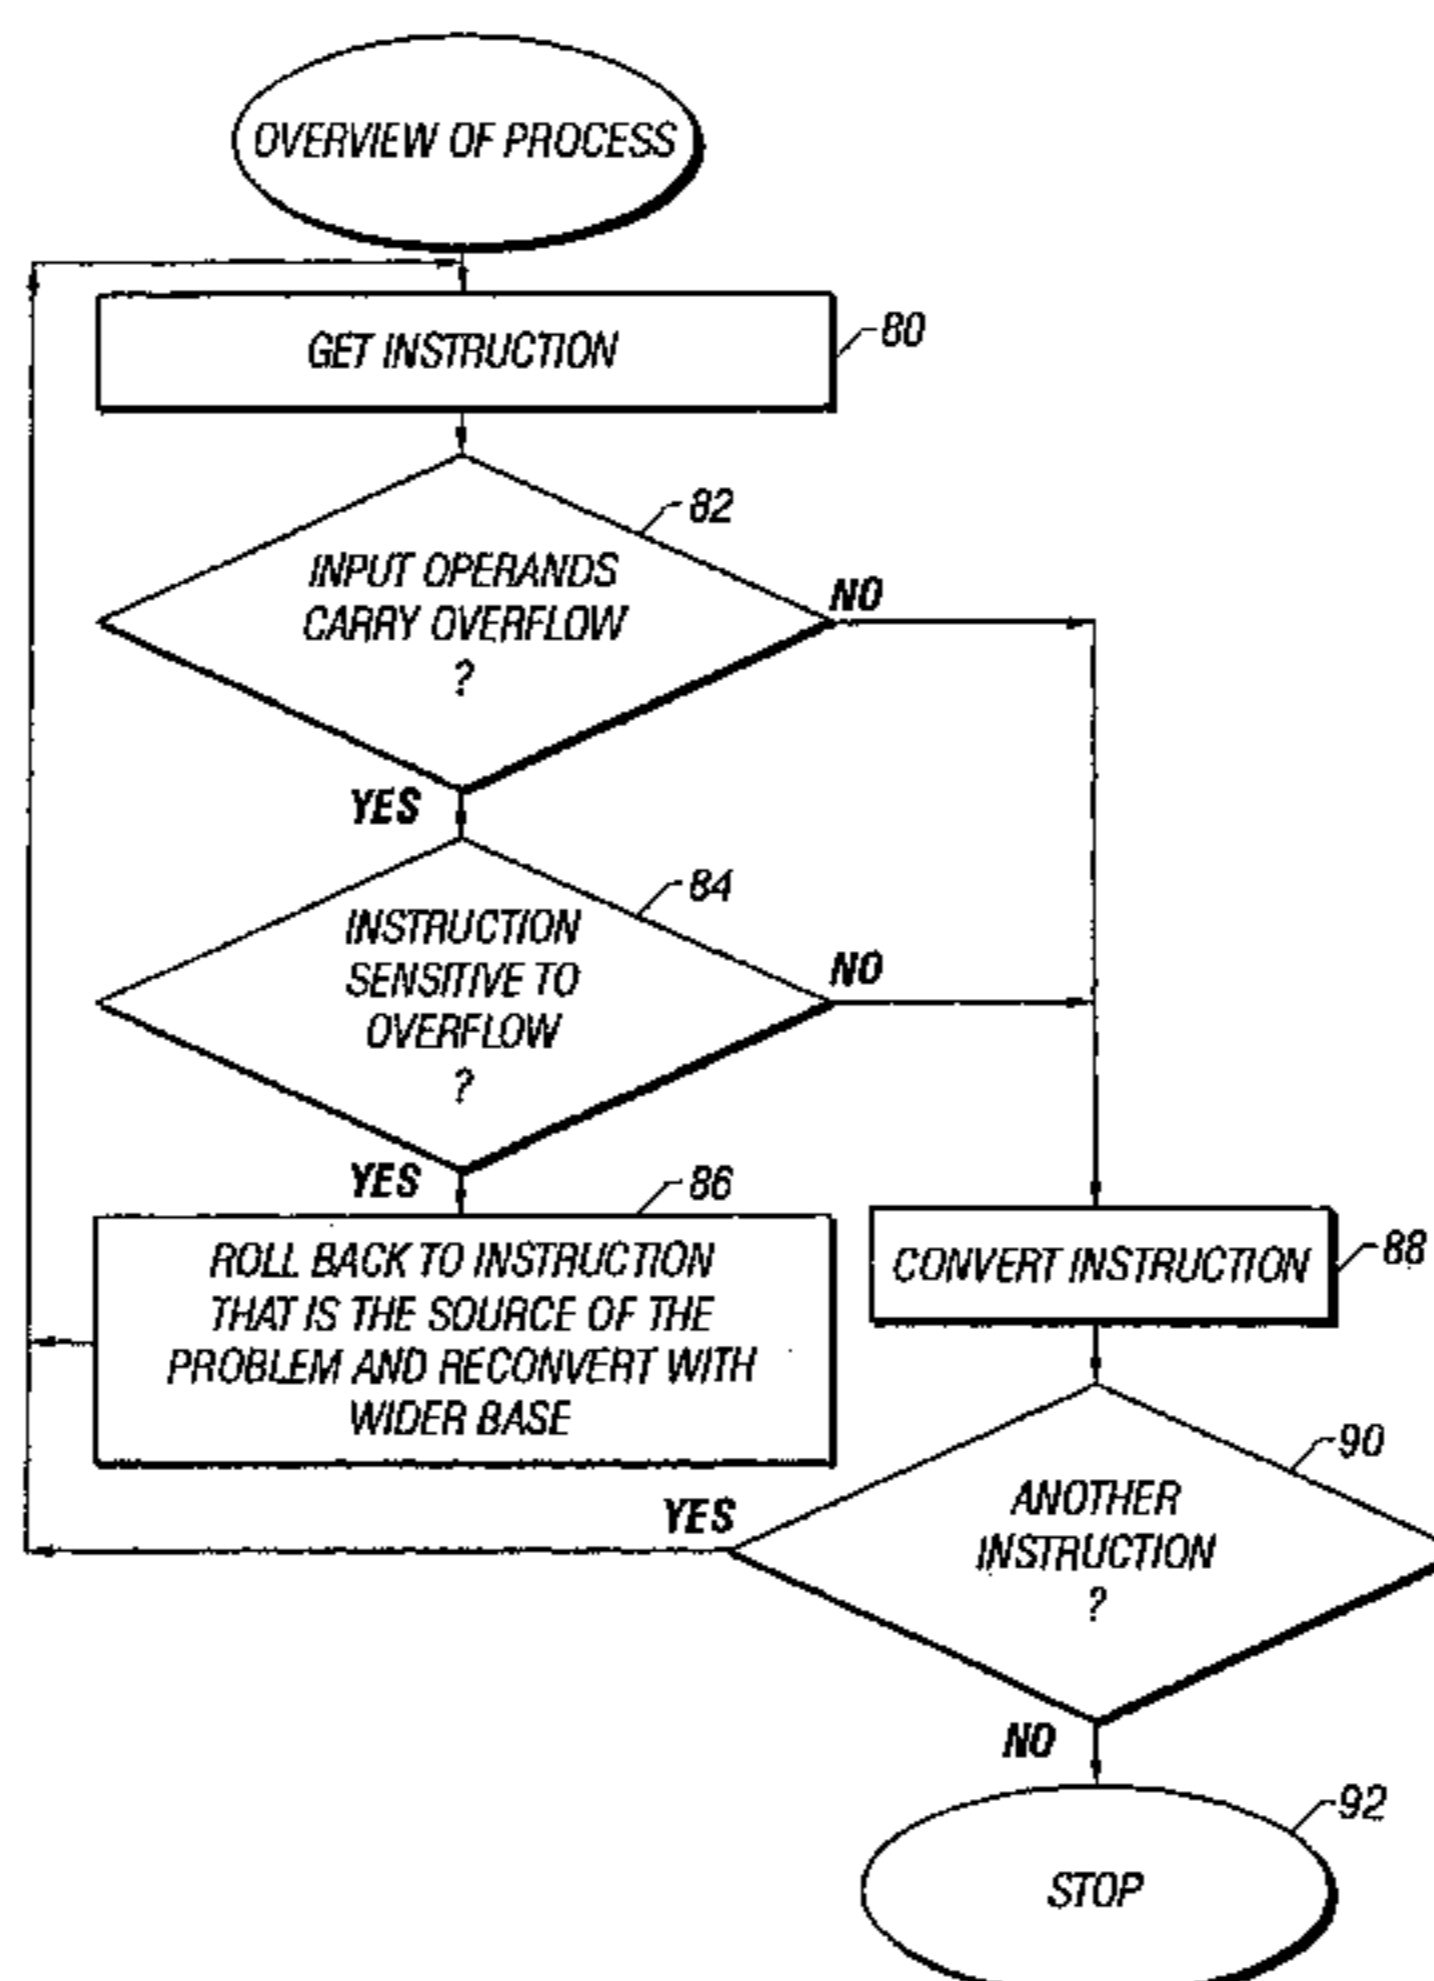 OVERVIEW OF PROCESS
GET INSTRUCTION
80
82
INPUT OPERANDS
CARRY OVERFLOW
?
NO
YES
84
INSTRUCTION
SENSITIVE TO
OVERFLOW
?
NO
YES
86
ROLL BACK TO INSTRUCTION
THAT IS THE SOURCE OF THE
PROBLEM AND RECONVERT WITH
WIDER BASE
CONVERT INSTRUCTION
88
90
ANOTHER
INSTRUCTION
?
YES
NO
92
STOP